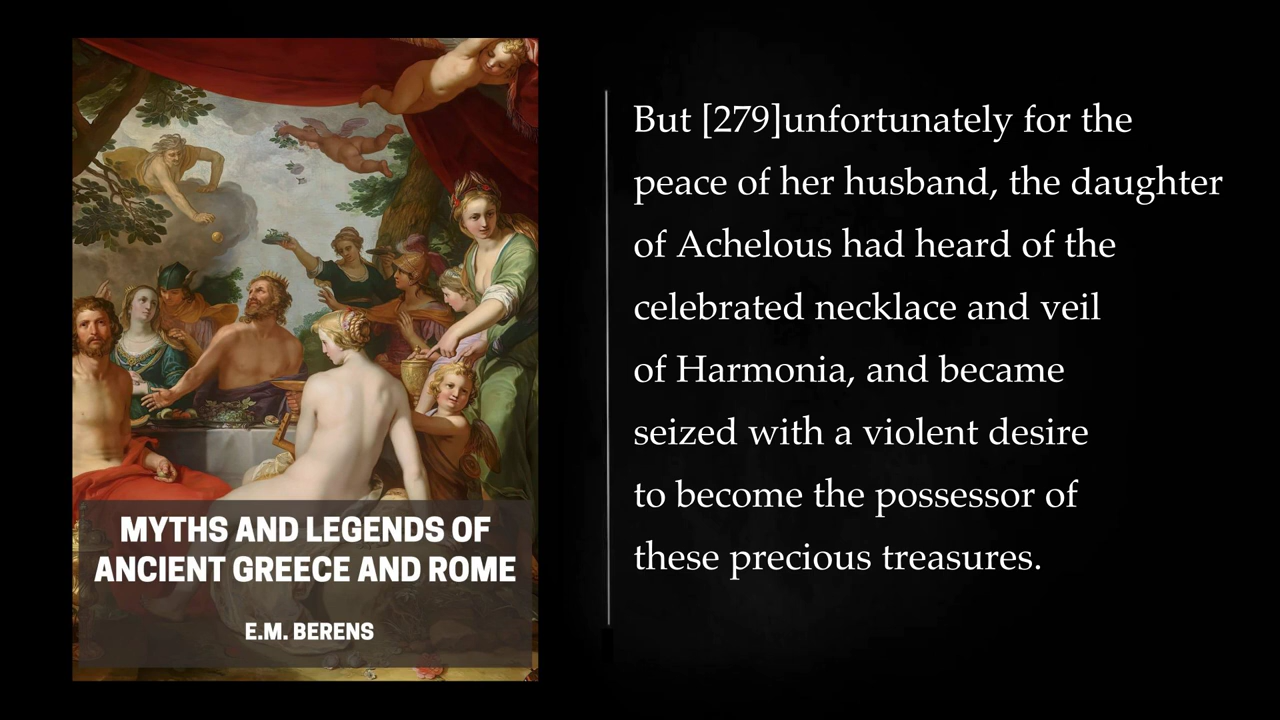 MYTHS AND LEGENDS OF
ANCIENT GREECE AND ROME
E.M. BERENS
But [279]unfortunately for the
peace of her husband, the daughter
of Achelous had heard of the
celebrated necklace and veil
of Harmonia, and became
seized with a violent desire
to become the possessor of
these precious treasures.